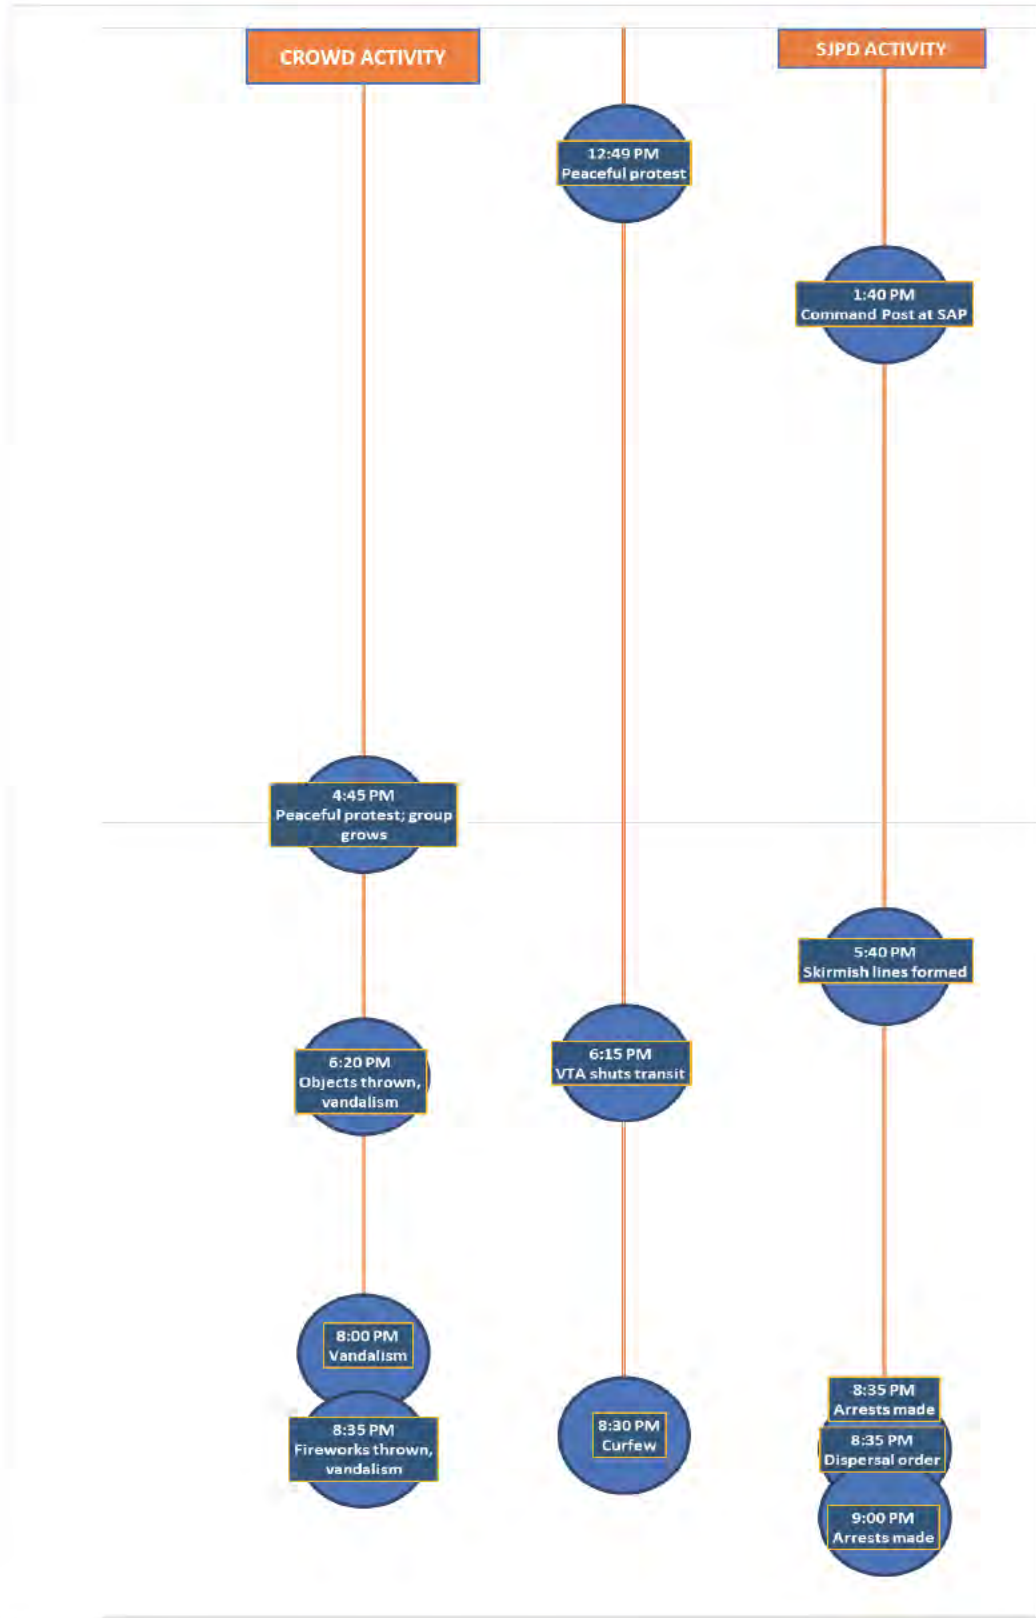 CROWD ACTIVITY
SJPD ACTIVITY
12:49 PM
Peaceful protest
1:40 PM
Command Post at SAP
4:45 PM
Peaceful protest; group
grows
5:40 PM
Skirmish lines formed
6:20 PM
Objects thrown,
vandalism
6:15 PM
VTA shuts transit
8:00 PM
Vandalism
8:35 PM
Fireworks thrown,
vandalism
8:30 PM
Curfew
8:35 PM
Arrests made
8:35 PM
Dispersal order
9:00 PM
Arrests made